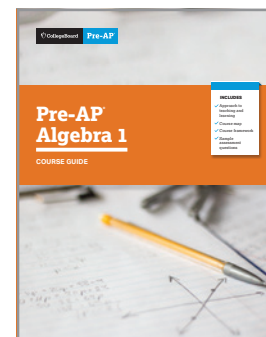 CollegeBoard
Pre-AP®
INCLUDES
Approach to
teaching and
learning
Course map
Course framework
Sample
assessment
questions
Pre-AP®
Algebra 1
COURSE GUIDE